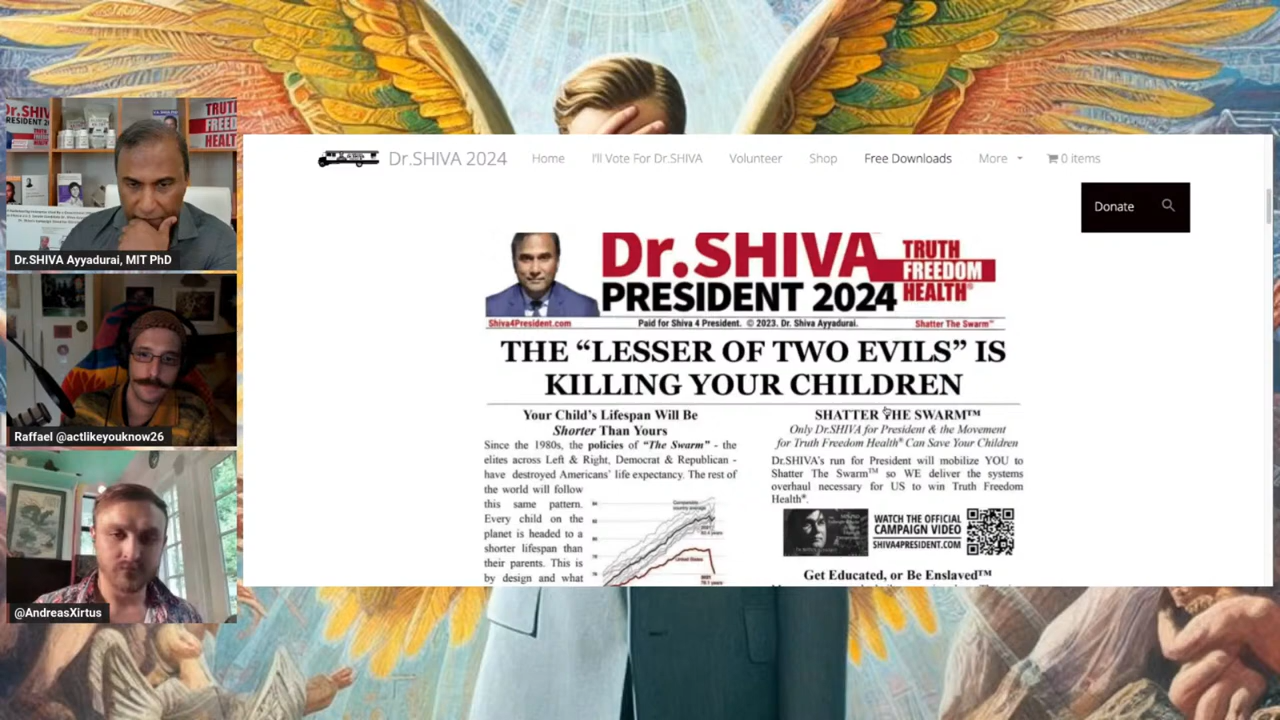 Dr.SHIVA 2024
Home
I'll Vote For Dr.SHIVA
Volunteer
Shop
Free Downloads
More
0 items
Donate
Dr.SHIVA
PRESIDENT 2024
TRUTH
FREEDOM
HEALTH®
Shiva4President.com
Paid for Shiva 4 President. © 2023. Dr. Shiva Ayyadurai.
Shatter The Swarm™
THE “LESSER OF TWO EVILS” IS
KILLING YOUR CHILDREN
Your Child’s Lifespan Will Be
Shorter Than Yours
Since the 1980s, the policies of "The Swarm" - the
elites across Left & Right, Democrat & Republican -
have destroyed Americans’ life expectancy. The rest of
the world will follow
this same pattern.
Every child on the
planet is headed to a
shorter lifespan than
their parents. This is
by design and what
United States
SHATTER THE SWARM™
Only Dr.SHIVA for President & the Movement
for Truth Freedom Health® Can Save Your Children
Dr.SHIVA's run for President will mobilize YOU to
Shatter The Swarm™ so WE deliver the systems
overhaul necessary for US to win Truth Freedom
Health®.
WATCH THE OFFICIAL
CAMPAIGN VIDEO
SHIVA4PRESIDENT.COM
Get Educated, or Be Enslaved™
Dr.SHIV
PRESIDENT 2
TRUTH
FREED
HEALTH
Dr.SHIVA Ayyadurai, MIT PhD
Raffael @actlikeyouknow26
@AndreasXirtus